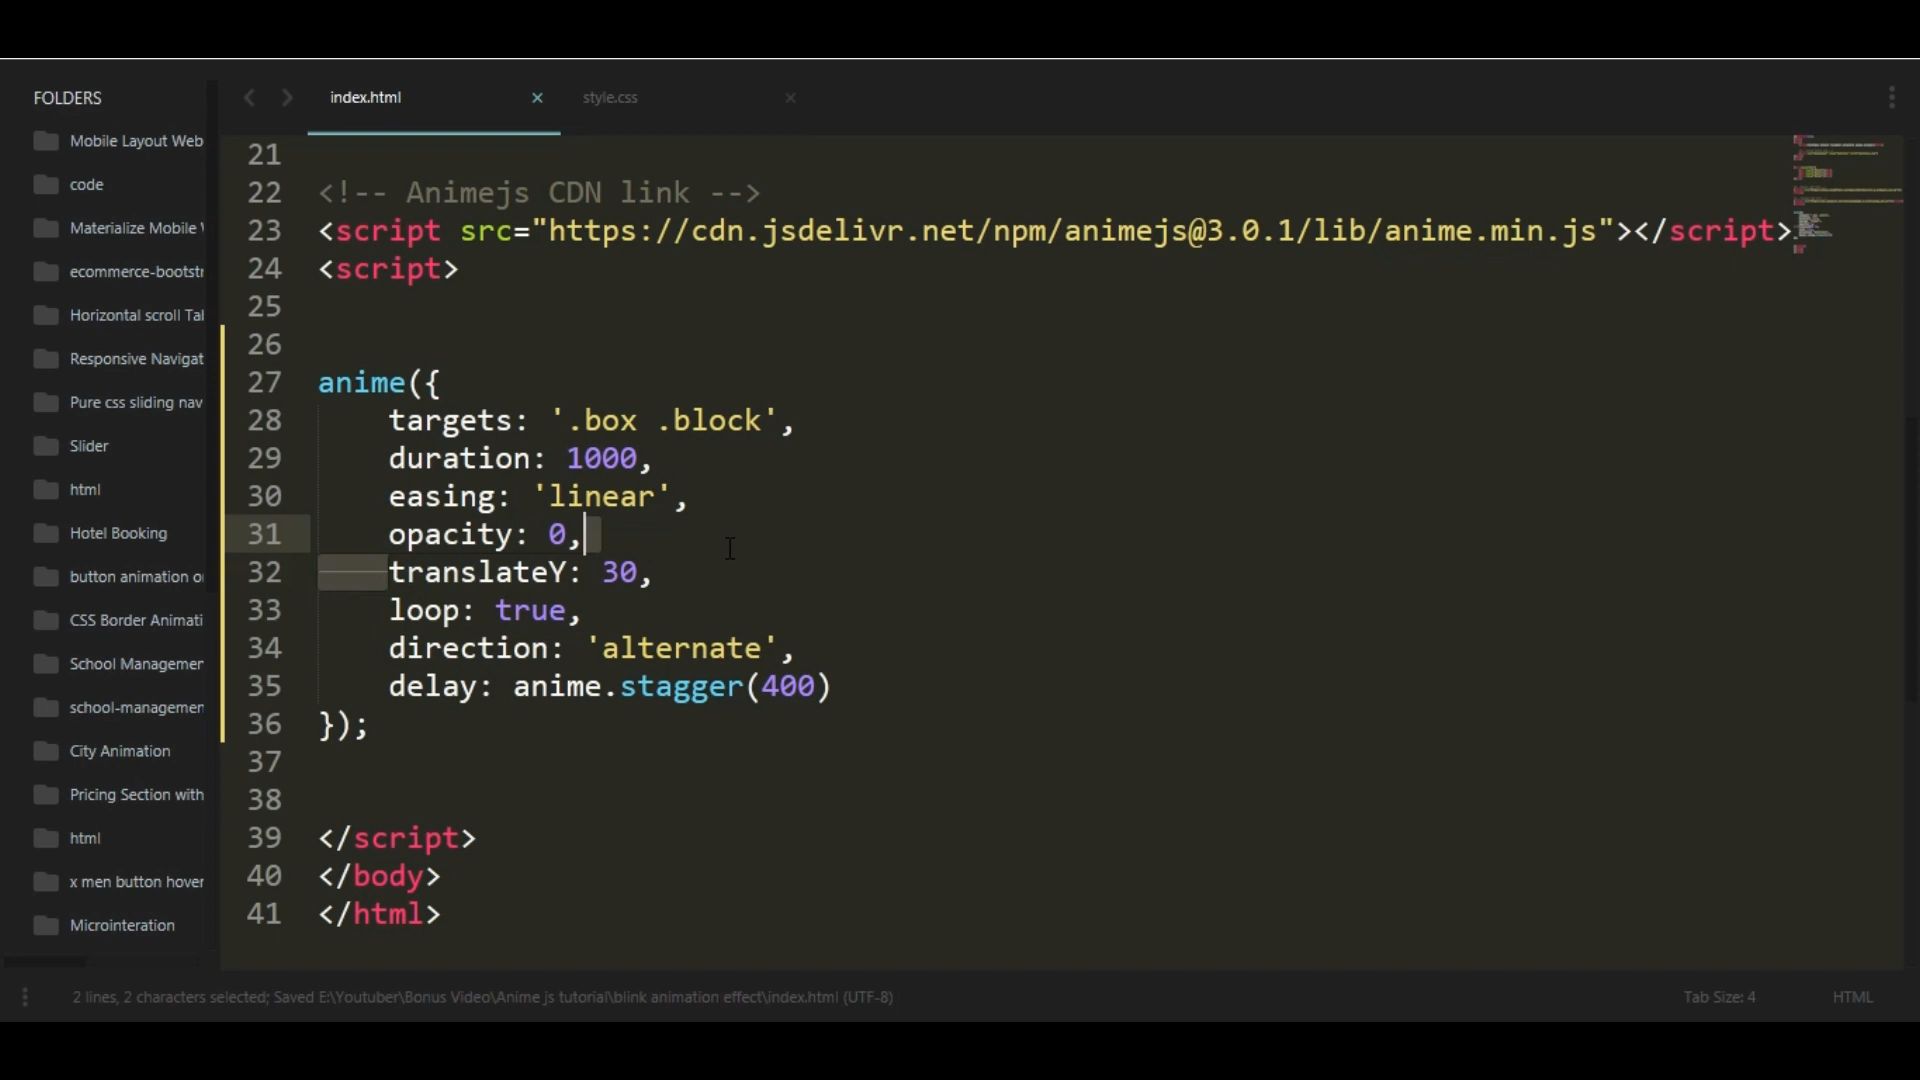 FOLDERS
Mobile Layout Web
code
Materialize Mobile
ecommerce-bootstr
Horizontal scroll Tal
Responsive Navigat
Pure css sliding nav
Slider
html
Hotel Booking
button animation o
CSS Border Animati
School Managemer
school-managemen
City Animation
Pricing Section with
html
x men button hover
Microinteration
index.html
style.css
21
22 <!-- Animejs CDN link -->
23 <script src="https://cdn.jsdelivr.net/npm/animejs@3.0.1/lib/anime.min.js"></script>
24 <script>
25
26
27 anime({
28 targets: '.box .block',
29 duration: 1000,
30 easing: 'linear',
31 opacity: 0,
32 translateY: 30,
33 loop: true,
34 direction: 'alternate',
35 delay: anime.stagger(400)
36 });
37
38
39 </script>
40 </body>
41 </html>
2 lines, 2 characters selected; Saved E:\Youtuber\Bonus Video\Anime js tutorial\blink animation effect\index.html (UTF-8)
Tab Size: 4
HTML